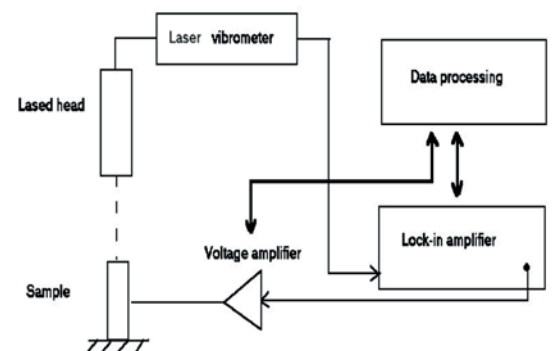 Laser vibrometer
Data processing
Lased head
Lock-in amplifier
Voltage amplifier
Sample